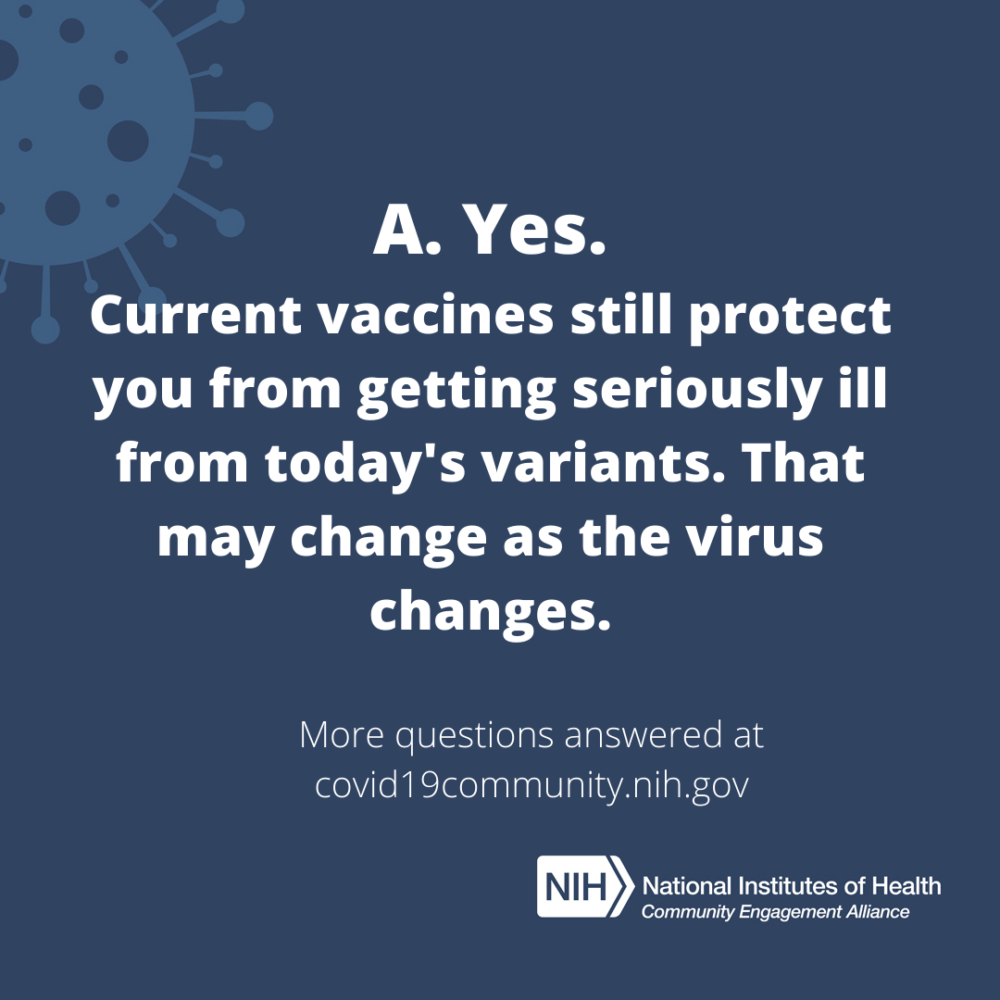 A. Yes.
Current vaccines still protect
you from getting seriously ill
from today's variants. That
may change as the virus
changes.
More questions answered at
covid19community.nih.gov
NIH National Institutes of Health
Community Engagement Alliance